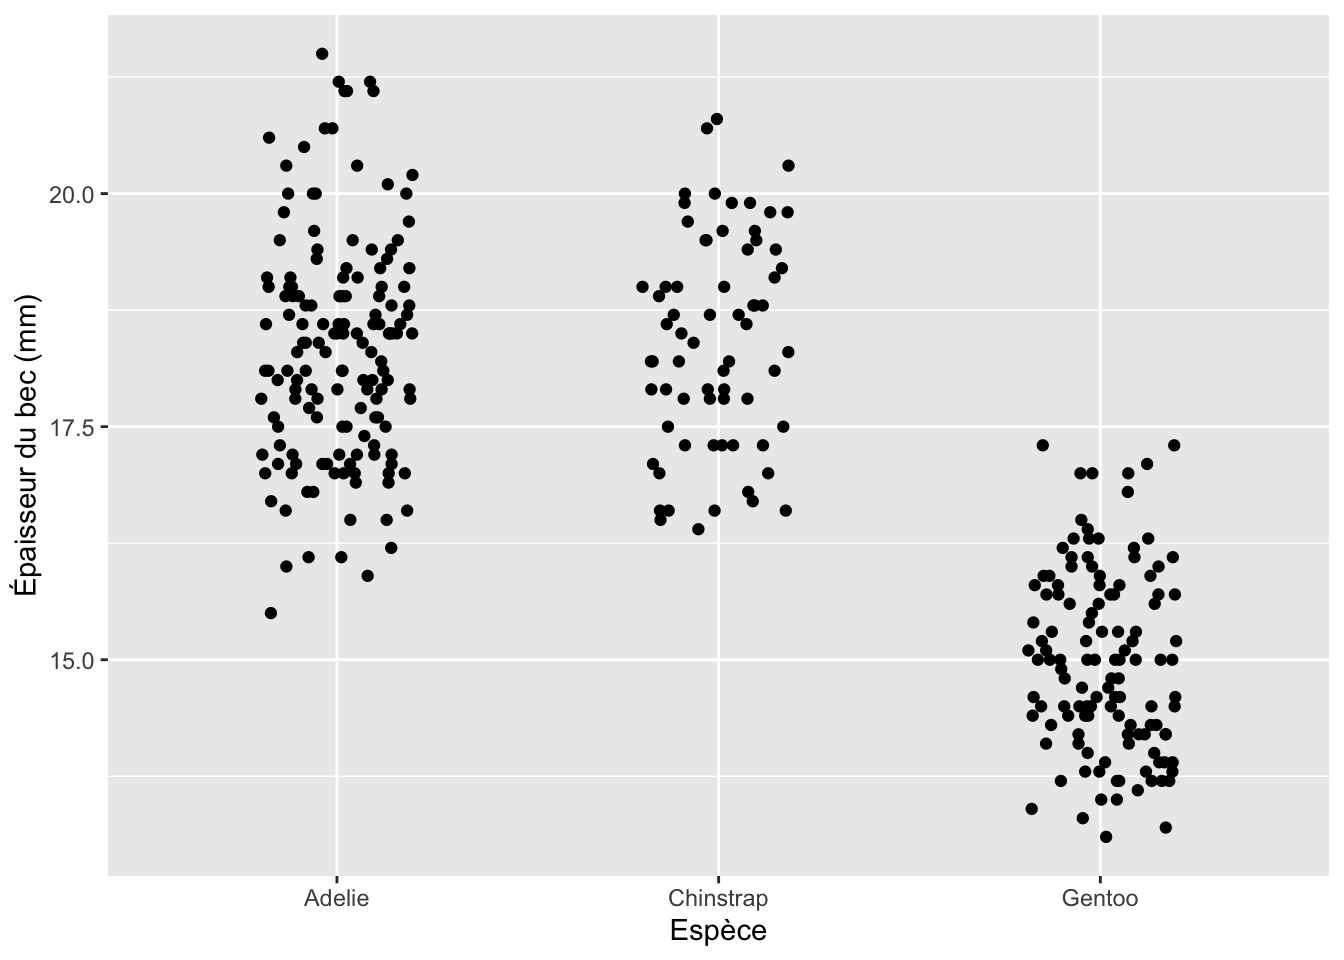 Épaisseur du bec (mm)
20.0
17.5
15.0
Adelie
Chinstrap
Gentoo
Espèce